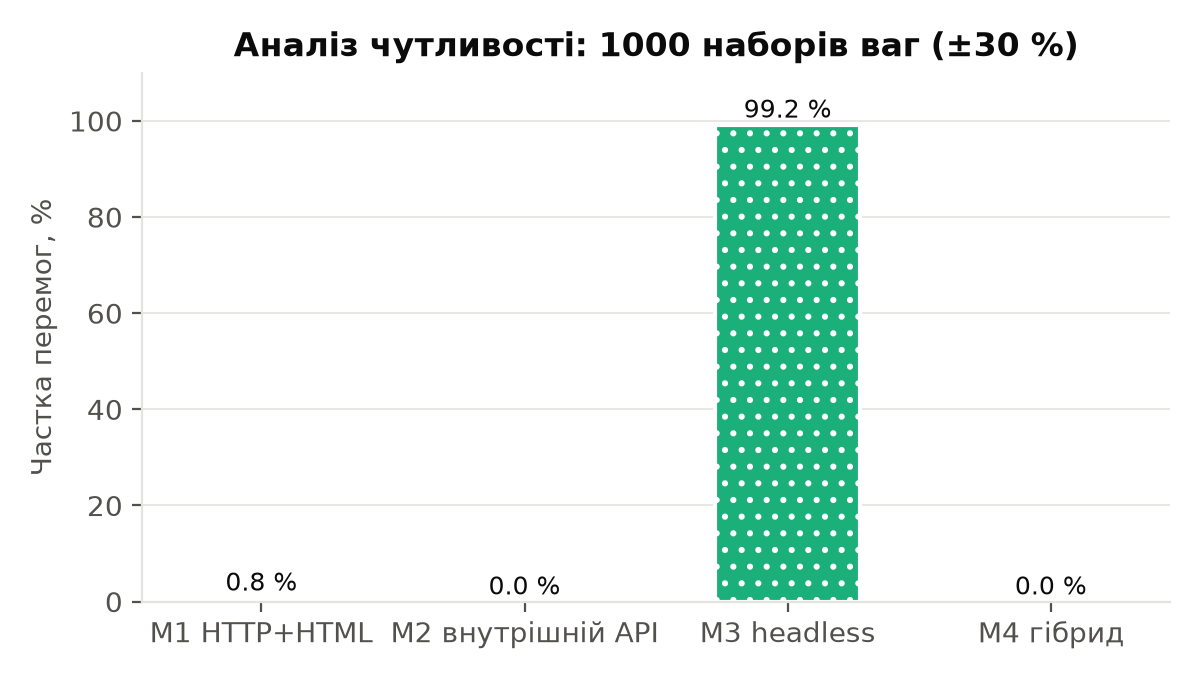 Аналіз чутливості: 1000 наборів ваг (±30 %)
Частка перемог, %
100
80
60
40
20
0
0.8 %
0.0 %
99.2 %
0.0 %
M1 HTTP+HTML
M2 внутрішній API
M3 headless
M4 гібрид